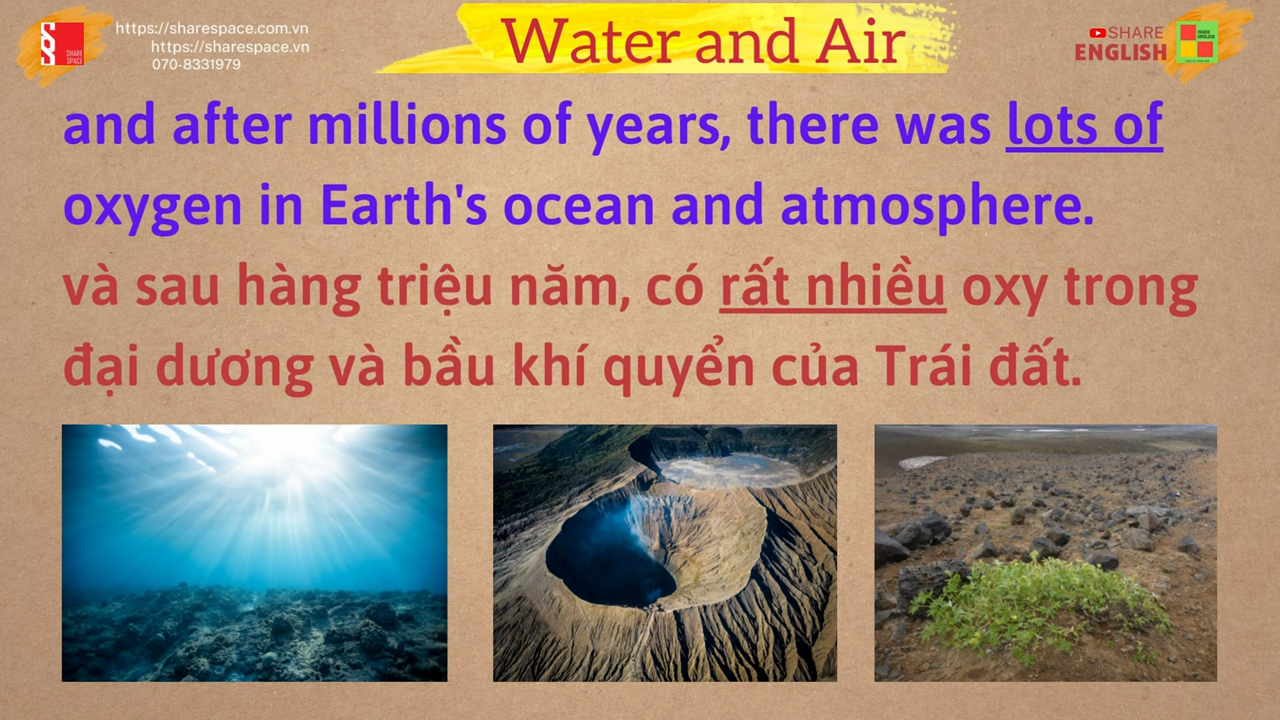 https://sharespace.com.vn
https://sharespace.vn
070-8331979
SHARE
SPACE
Water and Air
SHARE
ENGLISH
and after millions of years, there was lots of
oxygen in Earth's ocean and atmosphere.
và sau hàng triệu năm, có rất nhiều oxy trong
đại dương và bầu khí quyển của Trái đất.